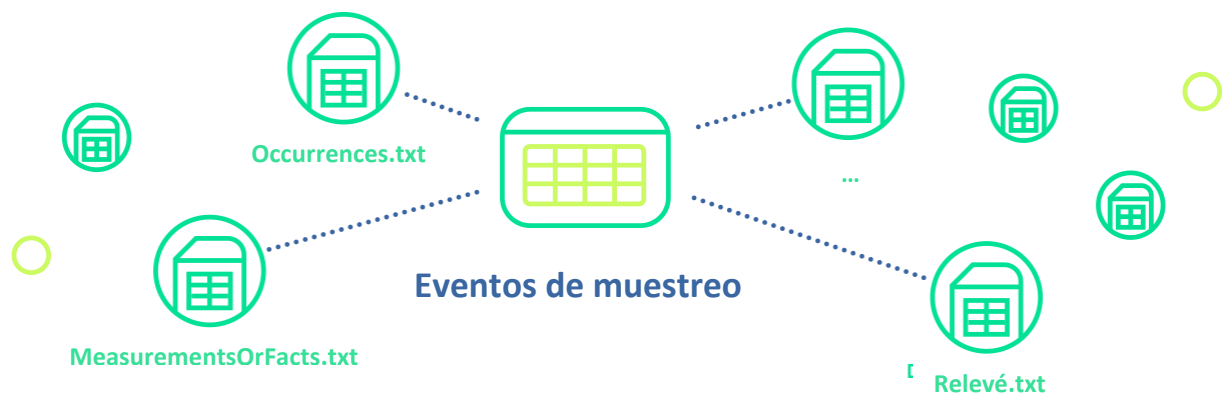 Occurrences.txt
...
Eventos de muestreo
MeasurementsOrFacts.txt
Relevé.txt